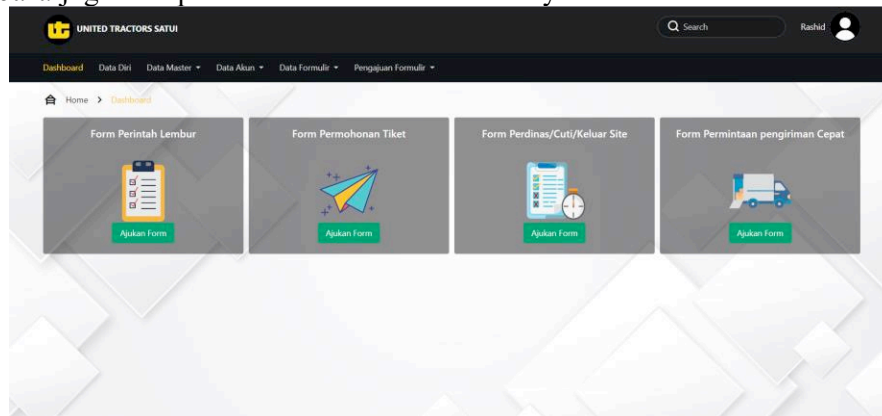 UNITED TRACTORS SATUI
Search
Rashid
Dashboard Data Diri Data Master Data Akun Data Formulir Pengajuan Formulir
Home > Dashboard
Form Perintah Lembur
Ajukan Form
Form Permohonan Tiket
Ajukan Form
Form Perdinas/Cuti/Keluar Site
Ajukan Form
Form Permintaan pengiriman Cepat
Ajukan Form